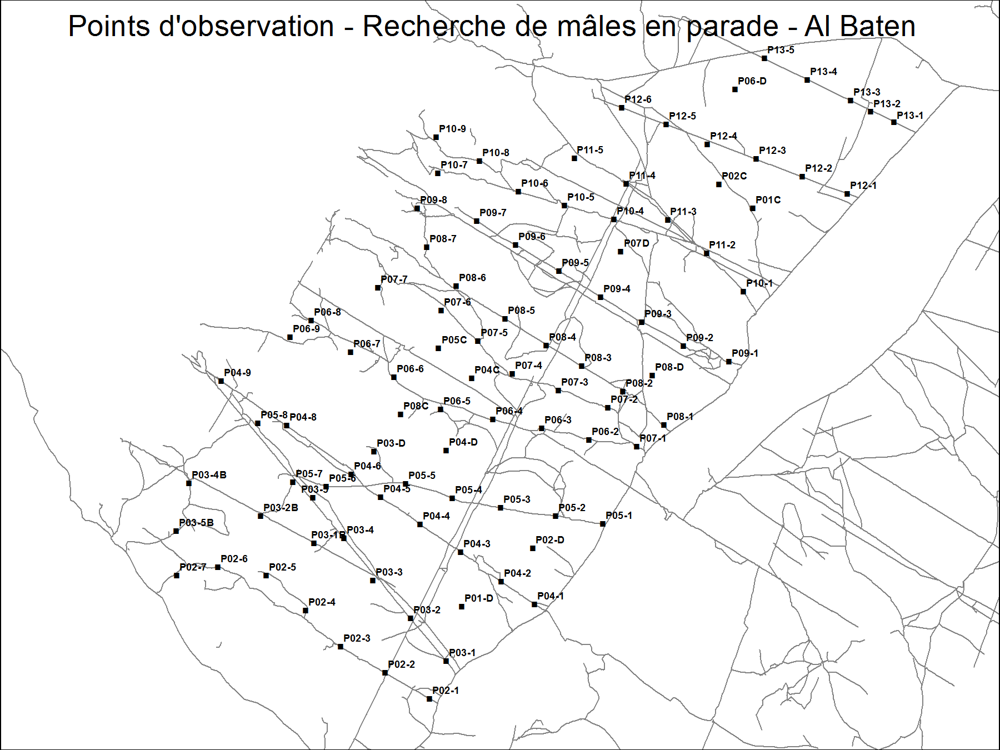 Points d'observation - Recherche de mâles en parade - Al Baten
P13-5
P13-4
P06-D
P13-3
P12-6
P13-2
P13-1
P12-5
P10-9
P12-4
P11-5
P12-3
P10-8
P10-7
P12-2
P11-4
P02C
P10-6
P12-1
P10-5
P09-8
P01C
P10-4
P11-3
P09-7
P09-6
P08-7
P07D
P11-2
P09-5
P08-6
P07-7
P10-1
P09-4
P07-6
P08-5
P06-8
P09-3
P06-9
P07-5
P08-4
P09-2
P05C
P06-7
P09-1
P08-3
P07-4
P08-D
P06-6
P04C
P04-9
P07-3
P08-2
P07-2
P06-5
P08C
P06-4
P05-8
P04-8
P08-1
P06-3
P06-2
P07-1
P03-D
P04-D
P04-6
P05-7
P03-4B
P05-6
P05-5
P03-5
P04-5
P05-4
P05-3
P03-2B
P05-2
P05-1
P04-4
P03-5B
P03-4
P03-1B
P02-D
P04-3
P02-6
P02-7
P02-5
P03-3
P04-2
P04-1
P01-D
P02-4
P03-2
P02-3
P03-1
P02-2
P02-1